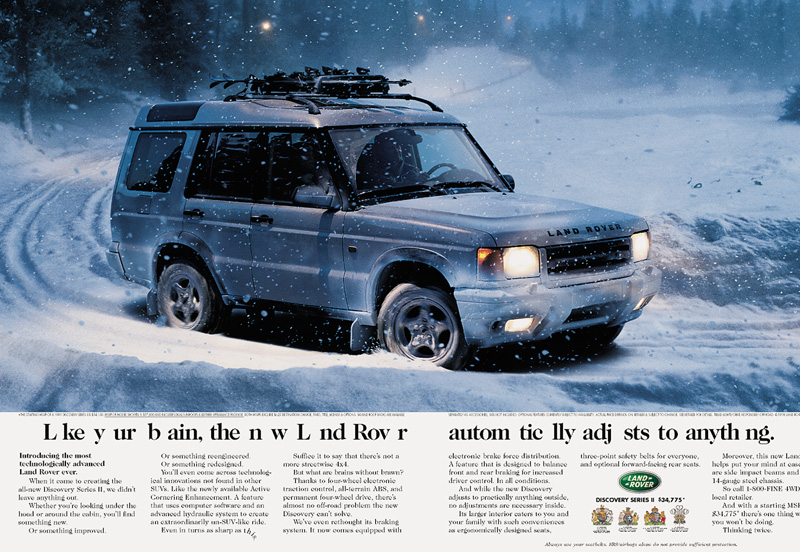 LAND ROVER
L ke y ur b ain, the n w L nd Rov r autom tic lly adj sts to anyth ng.
Introducing the most
technologically advanced
Land Rover ever.
When it come to creating the
all-new Discovery Series II, we didn't
leave anything out.
Whether you're looking under the
hood or around the cabin, you'll find
something new.
Or something improved.
Or something reengineered.
Or something redesigned.
You'll even come across technolog-
ical innovations not found in other
SUVs. Like the newly available Active
Cornering Enhancement. A feature
that uses computer software and an
advanced hydraulic system to create
an extraordinarily un-SUV-like ride.
Even in turns as sharp as this.
Suffice it to say that there's not a
more streetwise 4x4.
But what are brains without brawn?
Thanks to four-wheel electronic
traction control, all-terrain ABS, and
permanent four-wheel drive, there's
almost no off-road problem the new
Discovery can't solve.
We've even rethought its braking
system. It now comes equipped with
electronic brake force distribution.
A feature that is designed to balance
front and rear braking for increased
driver control. In all conditions.
And while the new Discovery
adjusts to practically anything outside,
no adjustments are necessary inside.
Its larger interior caters to you and
your family with such conveniences
as ergonomically designed seats,
three-point safety belts for everyone,
and optional forward-facing rear seats.
LAND ROVER
DISCOVERY SERIES II $34,775*
Moreover, this new Land
helps put your mind at ease
are side impact beams and
14-gauge steel chassis.
So call 1-800-FINE 4WD
local retailer.
And with a starting MSR
$34,775* there's one thing w
you won't be doing.
Thinking twice.
Always use your seatbelts. SRS/airbags alone do not provide sufficient protection.